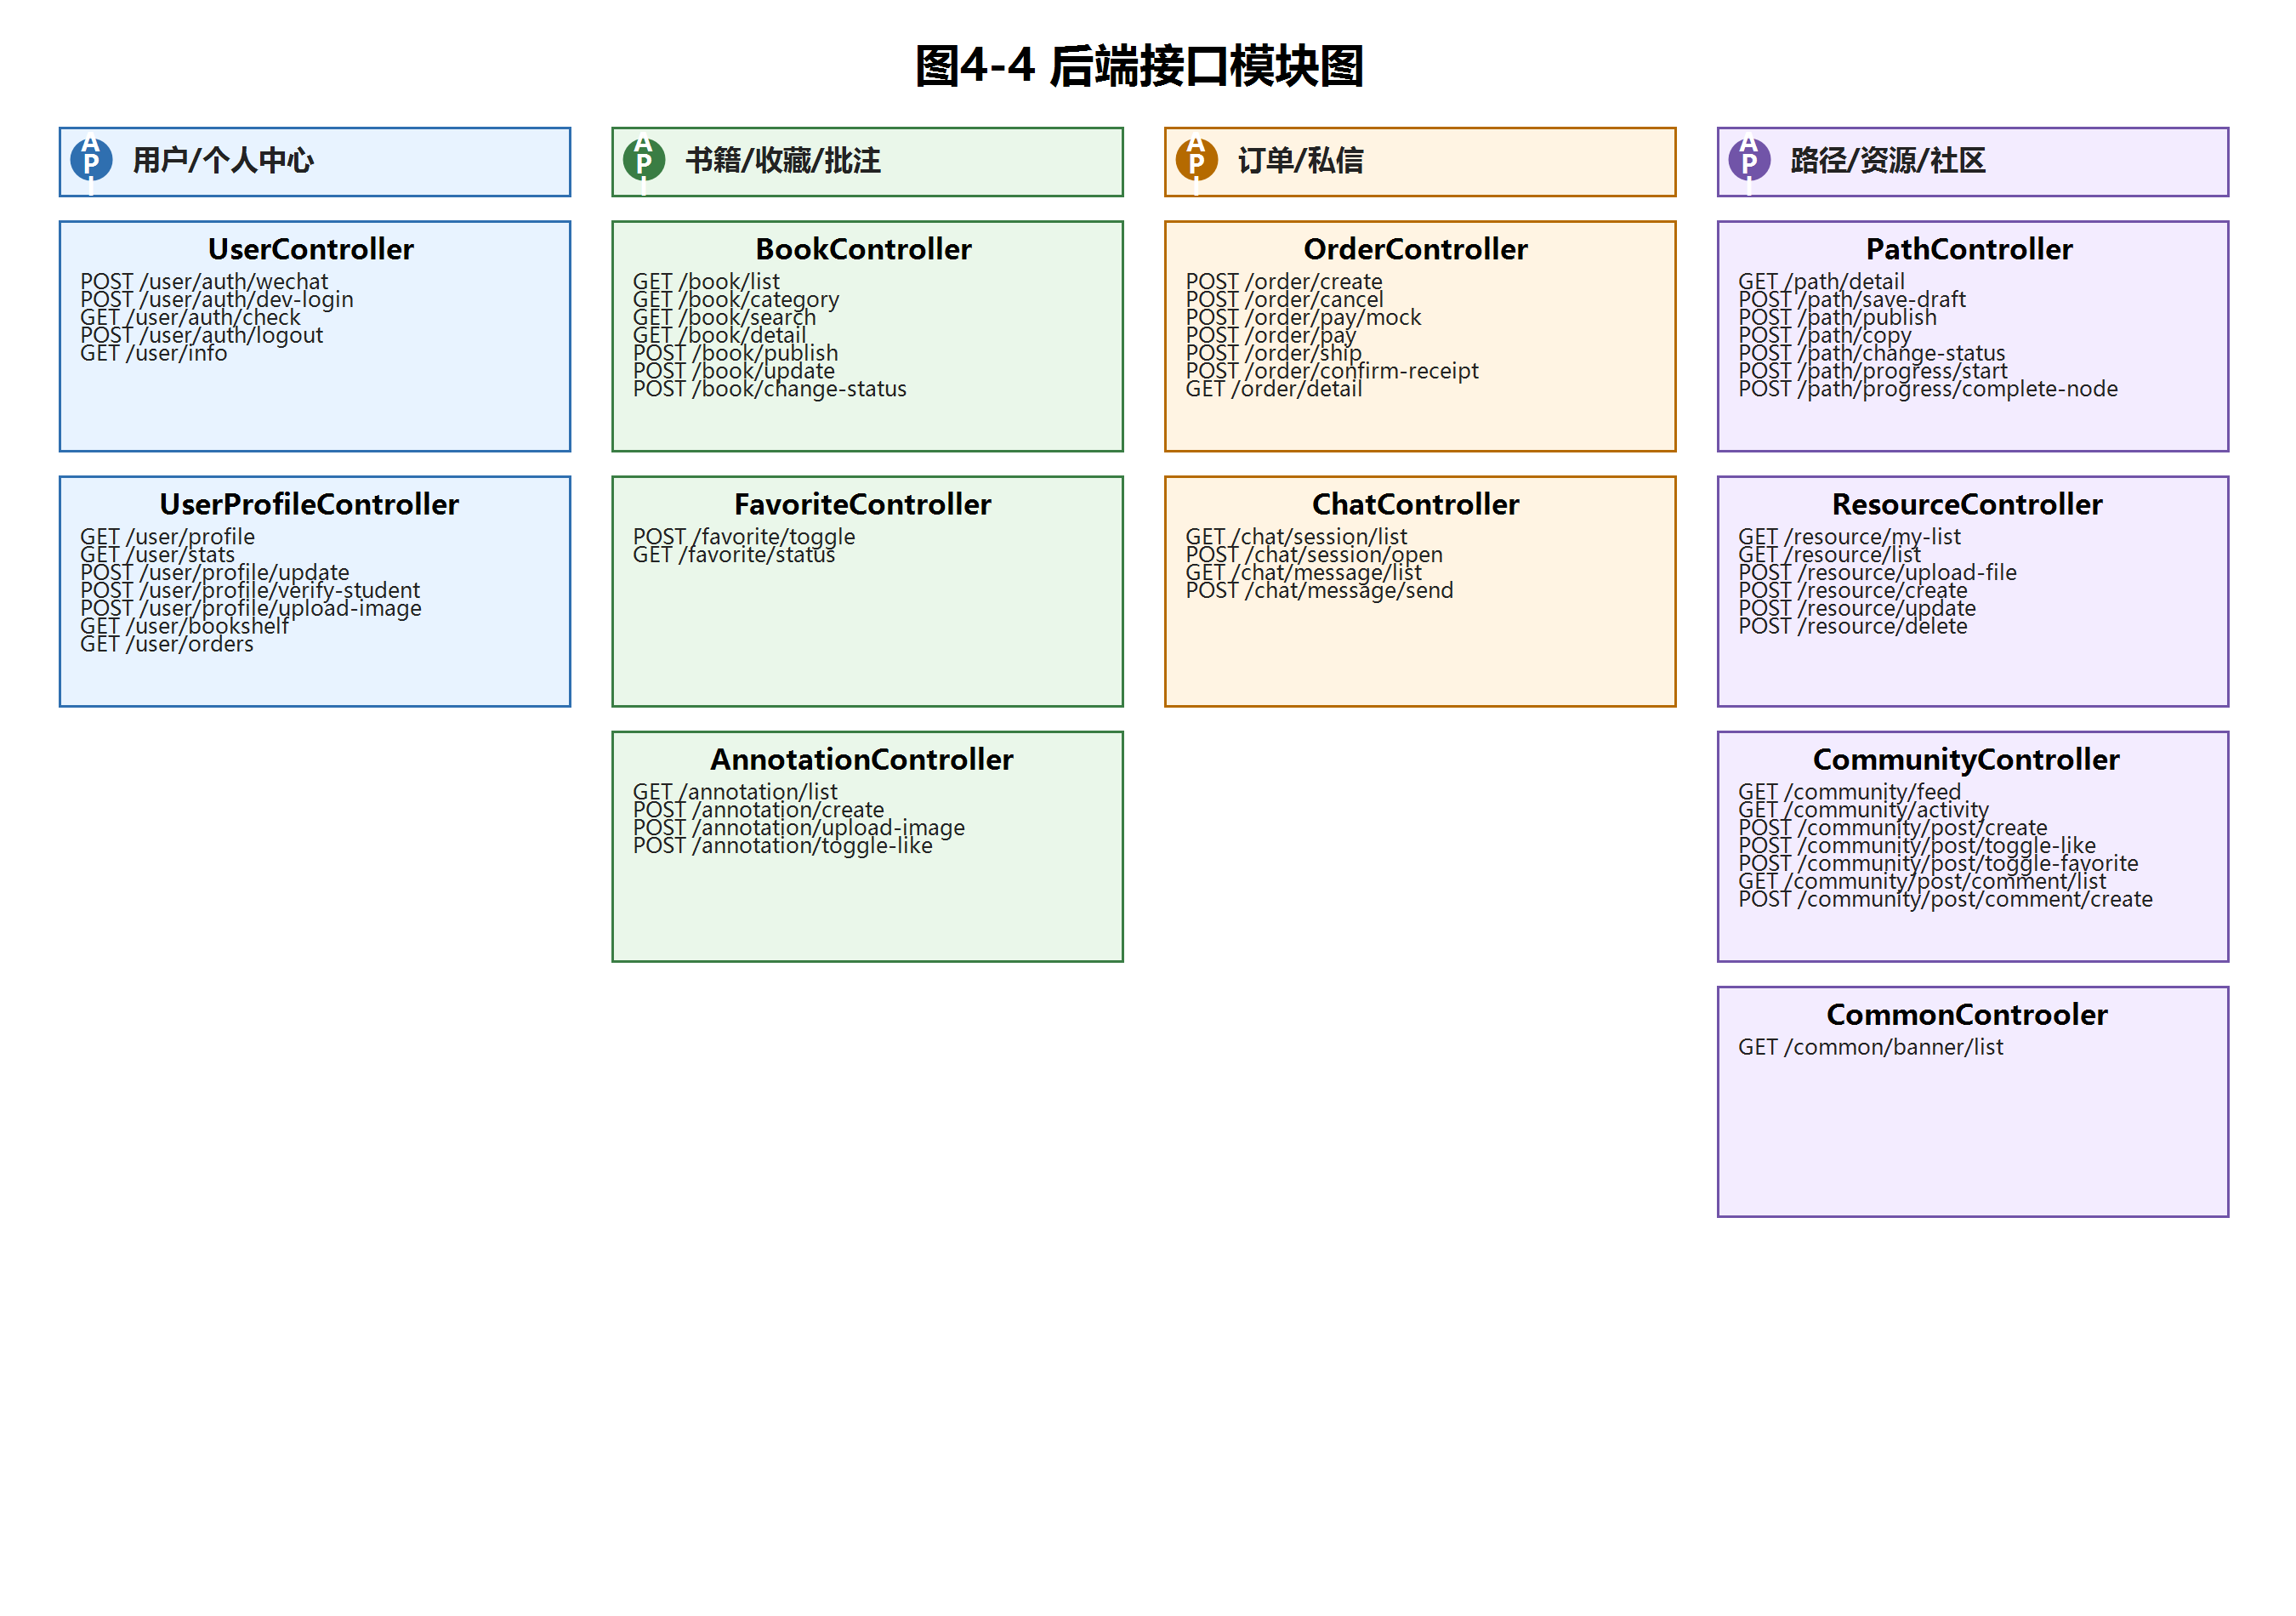 图4-4 后端接口模块图
API
用户/个人中心
UserController
POST /user/auth/wechat
POST /user/auth/dev-login
GET /user/auth/check
POST /user/auth/logout
GET /user/info
UserProfileController
GET /user/profile
GET /user/stats
POST /user/profile/update
POST /user/profile/verify-student
POST /user/profile/upload-image
GET /user/bookshelf
GET /user/orders
API
书籍/收藏/批注
BookController
GET /book/list
GET /book/category
GET /book/search
GET /book/detail
POST /book/publish
POST /book/update
POST /book/change-status
FavoriteController
POST /favorite/toggle
GET /favorite/status
AnnotationController
GET /annotation/list
POST /annotation/create
POST /annotation/upload-image
POST /annotation/toggle-like
API
订单/私信
OrderController
POST /order/create
POST /order/cancel
POST /order/pay/mock
POST /order/pay
POST /order/ship
POST /order/confirm-receipt
GET /order/detail
ChatController
GET /chat/session/list
POST /chat/session/open
GET /chat/message/list
POST /chat/message/send
API
路径/资源/社区
PathController
GET /path/detail
POST /path/save-draft
POST /path/publish
POST /path/copy
POST /path/change-status
POST /path/progress/start
POST /path/progress/complete-node
ResourceController
GET /resource/my-list
GET /resource/list
POST /resource/upload-file
POST /resource/create
POST /resource/update
POST /resource/delete
CommunityController
GET /community/feed
GET /community/activity
POST /community/post/create
POST /community/post/toggle-like
POST /community/post/toggle-favorite
GET /community/post/comment/list
POST /community/post/comment/create
CommonControoler
GET /common/banner/list